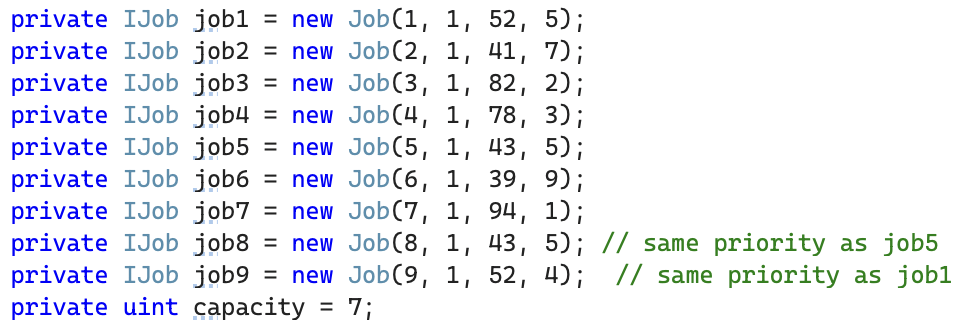 private IJob job1 = new Job(1, 1, 52, 5);
private IJob job2 = new Job(2, 1, 41, 7);
private IJob job3 = new Job(3, 1, 82, 2);
private IJob job4 = new Job(4, 1, 78, 3);
private IJob job5 = new Job(5, 1, 43, 5);
private IJob job6 = new Job(6, 1, 39, 9);
private IJob job7 = new Job(7, 1, 94, 1);
private IJob job8 = new Job(8, 1, 43, 5); // same priority as job5
private IJob job9 = new Job(9, 1, 52, 4);  // same priority as job1
private uint capacity = 7;